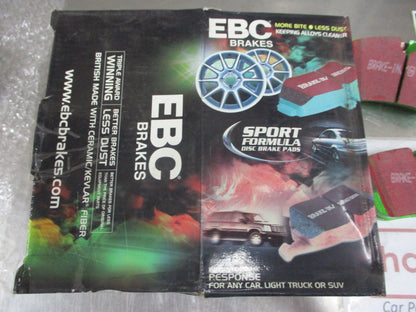 EBC
BRAKES
MORE BITE • LESS DUST
KEEPING ALLOYS CLEANER
SPORT
FORMULA
DISC BRAKE PADS
RESPONSE
FOR ANY CAR, LIGHT TRUCK OR SUV
EBC
BRAKES
TRIPLE AWARD
WINNING
LESS DUST
BETTER BRAKES
BRITISH MADE WITH CERAMIC/KEVLAR® FIBER
www.ebcbrakes.com
BRAKE-IN
BRAKE-
Car P